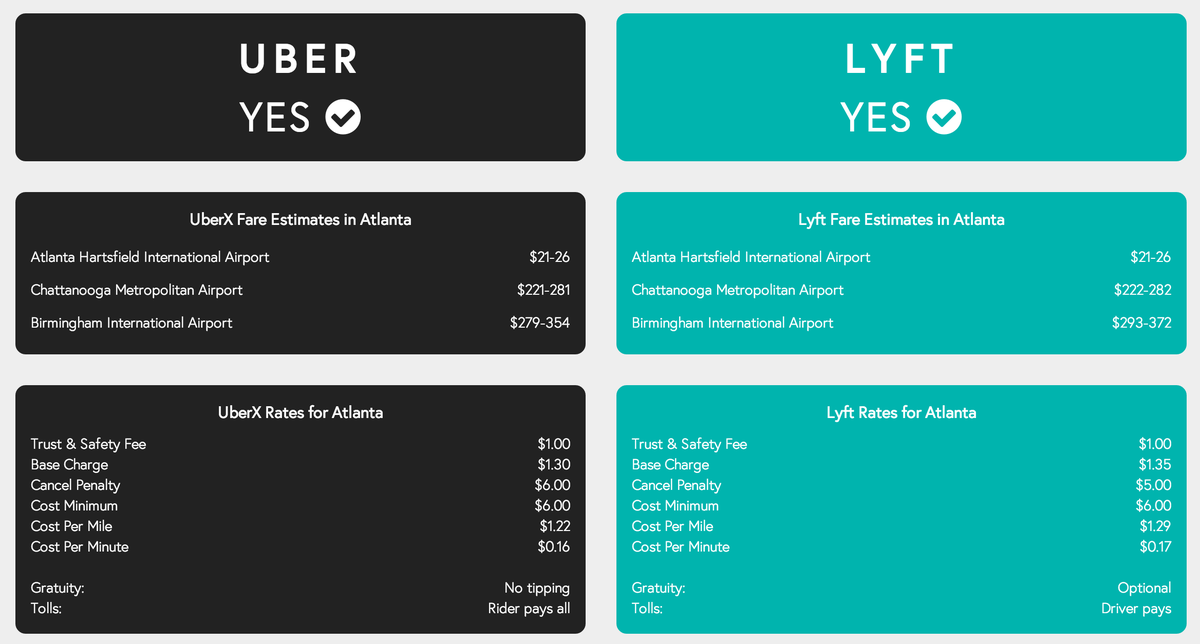 UBER
YES
UberX Fare Estimates in Atlanta
Atlanta Hartsfield International Airport $21-26
Chattanooga Metropolitan Airport $221-281
Birmingham International Airport $279-354
UberX Rates for Atlanta
Trust & Safety Fee $1.00
Base Charge $1.30
Cancel Penalty $6.00
Cost Minimum $6.00
Cost Per Mile $1.22
Cost Per Minute $0.16
Gratuity: No tipping
Tolls: Rider pays all
LYFT
YES
Lyft Fare Estimates in Atlanta
Atlanta Hartsfield International Airport $21-26
Chattanooga Metropolitan Airport $222-282
Birmingham International Airport $293-372
Lyft Rates for Atlanta
Trust & Safety Fee $1.00
Base Charge $1.35
Cancel Penalty $5.00
Cost Minimum $6.00
Cost Per Mile $1.29
Cost Per Minute $0.17
Gratuity: Optional
Tolls: Driver pays